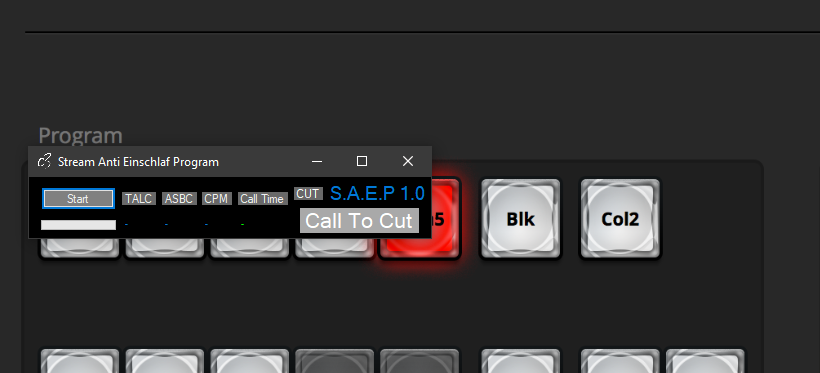 Program
Stream Anti Einschlaf Program
Start TALC ASBC CPM Call Time CUT S.A.E.P 1.0
- - - - Call To Cut
5 Blk Col2